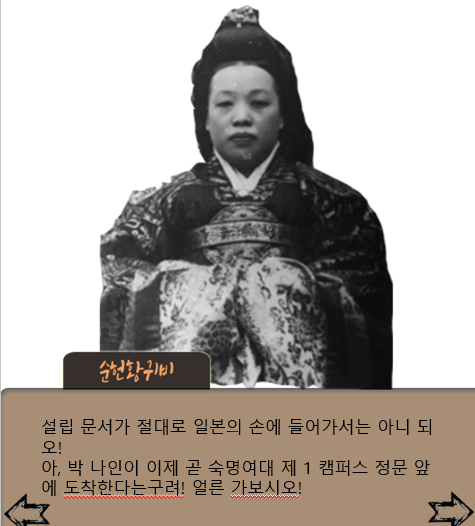 순헌황귀비
설립 문서가 절대로 일본의 손에 들어가서는 아니 되
오!
아, 박 나인이 이제 곧 숙명여대 제 1 캠퍼스 정문 앞
에 도착한다는구려! 얼른 가보시오!